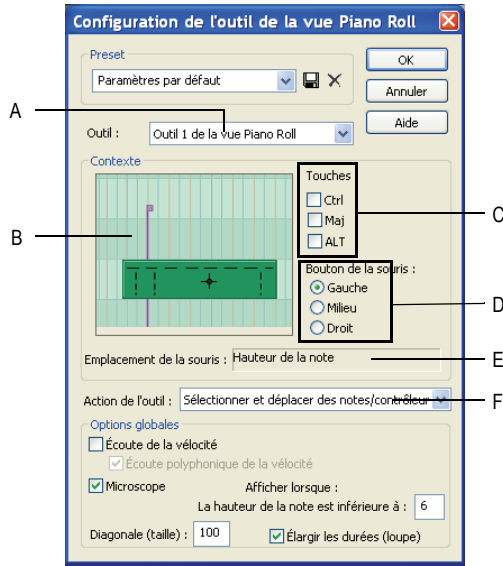 Configuration de l'outil de la vue Piano Roll
Preset
Paramètres par défaut
OK
Annuler
Aide
A
Outil :
Outil 1 de la vue Piano Roll
Contexte
Touches
Ctrl
Maj
ALT
C
B
Bouton de la souris :
Gauche
Milieu
Droit
D
Emplacement de la souris :
Hauteur de la note
E
Action de l'outil :
Sélectionner et déplacer des notes/contrôleur
F
Options globales
Écoute de la vélocité
Écoute polyphonique de la vélocité
Microscope
Afficher lorsque :
La hauteur de la note est inférieure à :
6
Diagonale (taille) :
100
Élargir les durées (loupe)